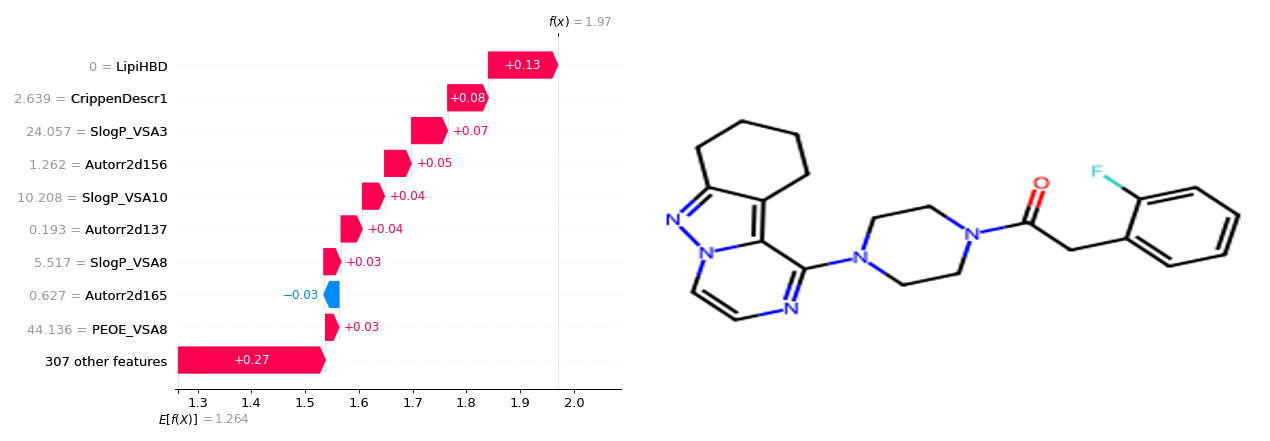 f(x) = 1.97
0 = LipiHBD +0.13
2.639 = CrippenDescr1 +0.08
24.057 = SlogP_VSA3 +0.07
1.262 = Autorr2d156 +0.05
10.208 = SlogP_VSA10 +0.04
0.193 = Autorr2d137 +0.04
5.517 = SlogP_VSA8 +0.03
0.627 = Autorr2d165 −0.03
44.136 = PEOE_VSA8 +0.03
307 other features +0.27
1.3 1.4 1.5 1.6 1.7 1.8 1.9 2.0
E[f(X)] = 1.264
F
O
N
N
N
N
N